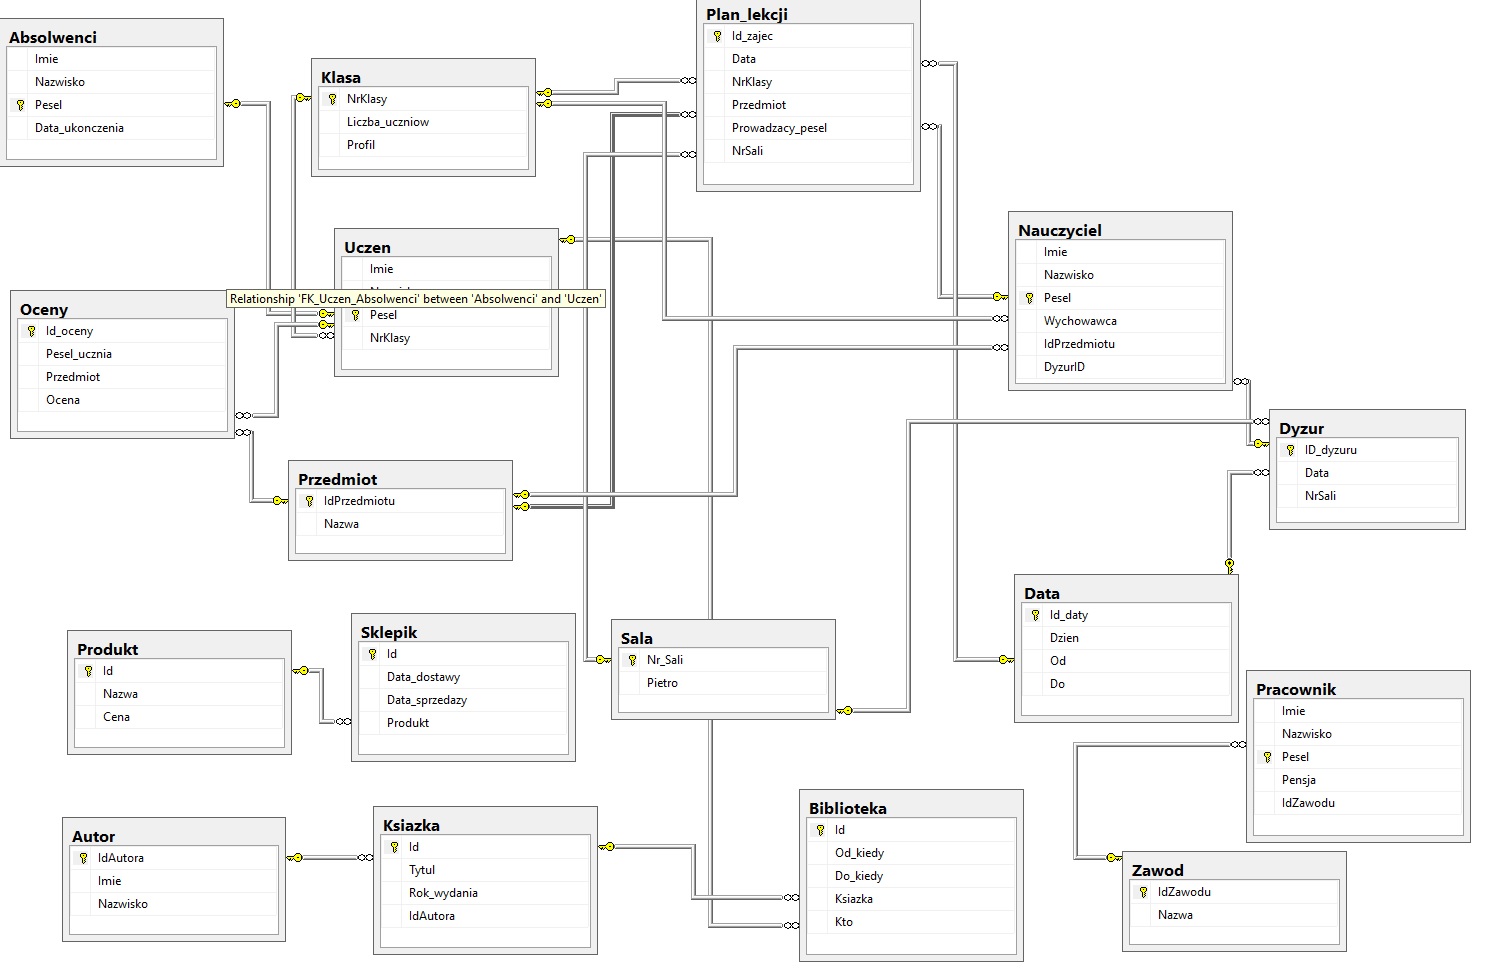 Absolwenci
Imie
Nazwisko
Pesel
Data_ukonczenia
Klasa
NrKlasy
Liczba_uczniow
Profil
Plan_lekcji
Id_zajec
Data
NrKlasy
Przedmiot
Prowadzacy_pesel
NrSali
Uczen
Imie
Relationship 'FK_Uczen_Absolwenci' between 'Absolwenci' and 'Uczen'
Pesel
NrKlasy
Nauczyciel
Imie
Nazwisko
Pesel
Wychowawca
IdPrzedmiotu
DyzurID
Oceny
Id_oceny
Pesel_ucznia
Przedmiot
Ocena
Dyzur
ID_dyzuru
Data
NrSali
Przedmiot
IdPrzedmiotu
Nazwa
Data
Id_daty
Dzien
Od
Do
Produkt
Id
Nazwa
Cena
Sklepik
Id
Data_dostawy
Data_sprzedazy
Produkt
Sala
Nr_Sali
Pietro
Pracownik
Imie
Nazwisko
Pesel
Pensja
IdZawodu
Autor
IdAutora
Imie
Nazwisko
Ksiazka
Id
Tytul
Rok_wydania
IdAutora
Biblioteka
Id
Od_kiedy
Do_kiedy
Ksiazka
Kto
Zawod
IdZawodu
Nazwa